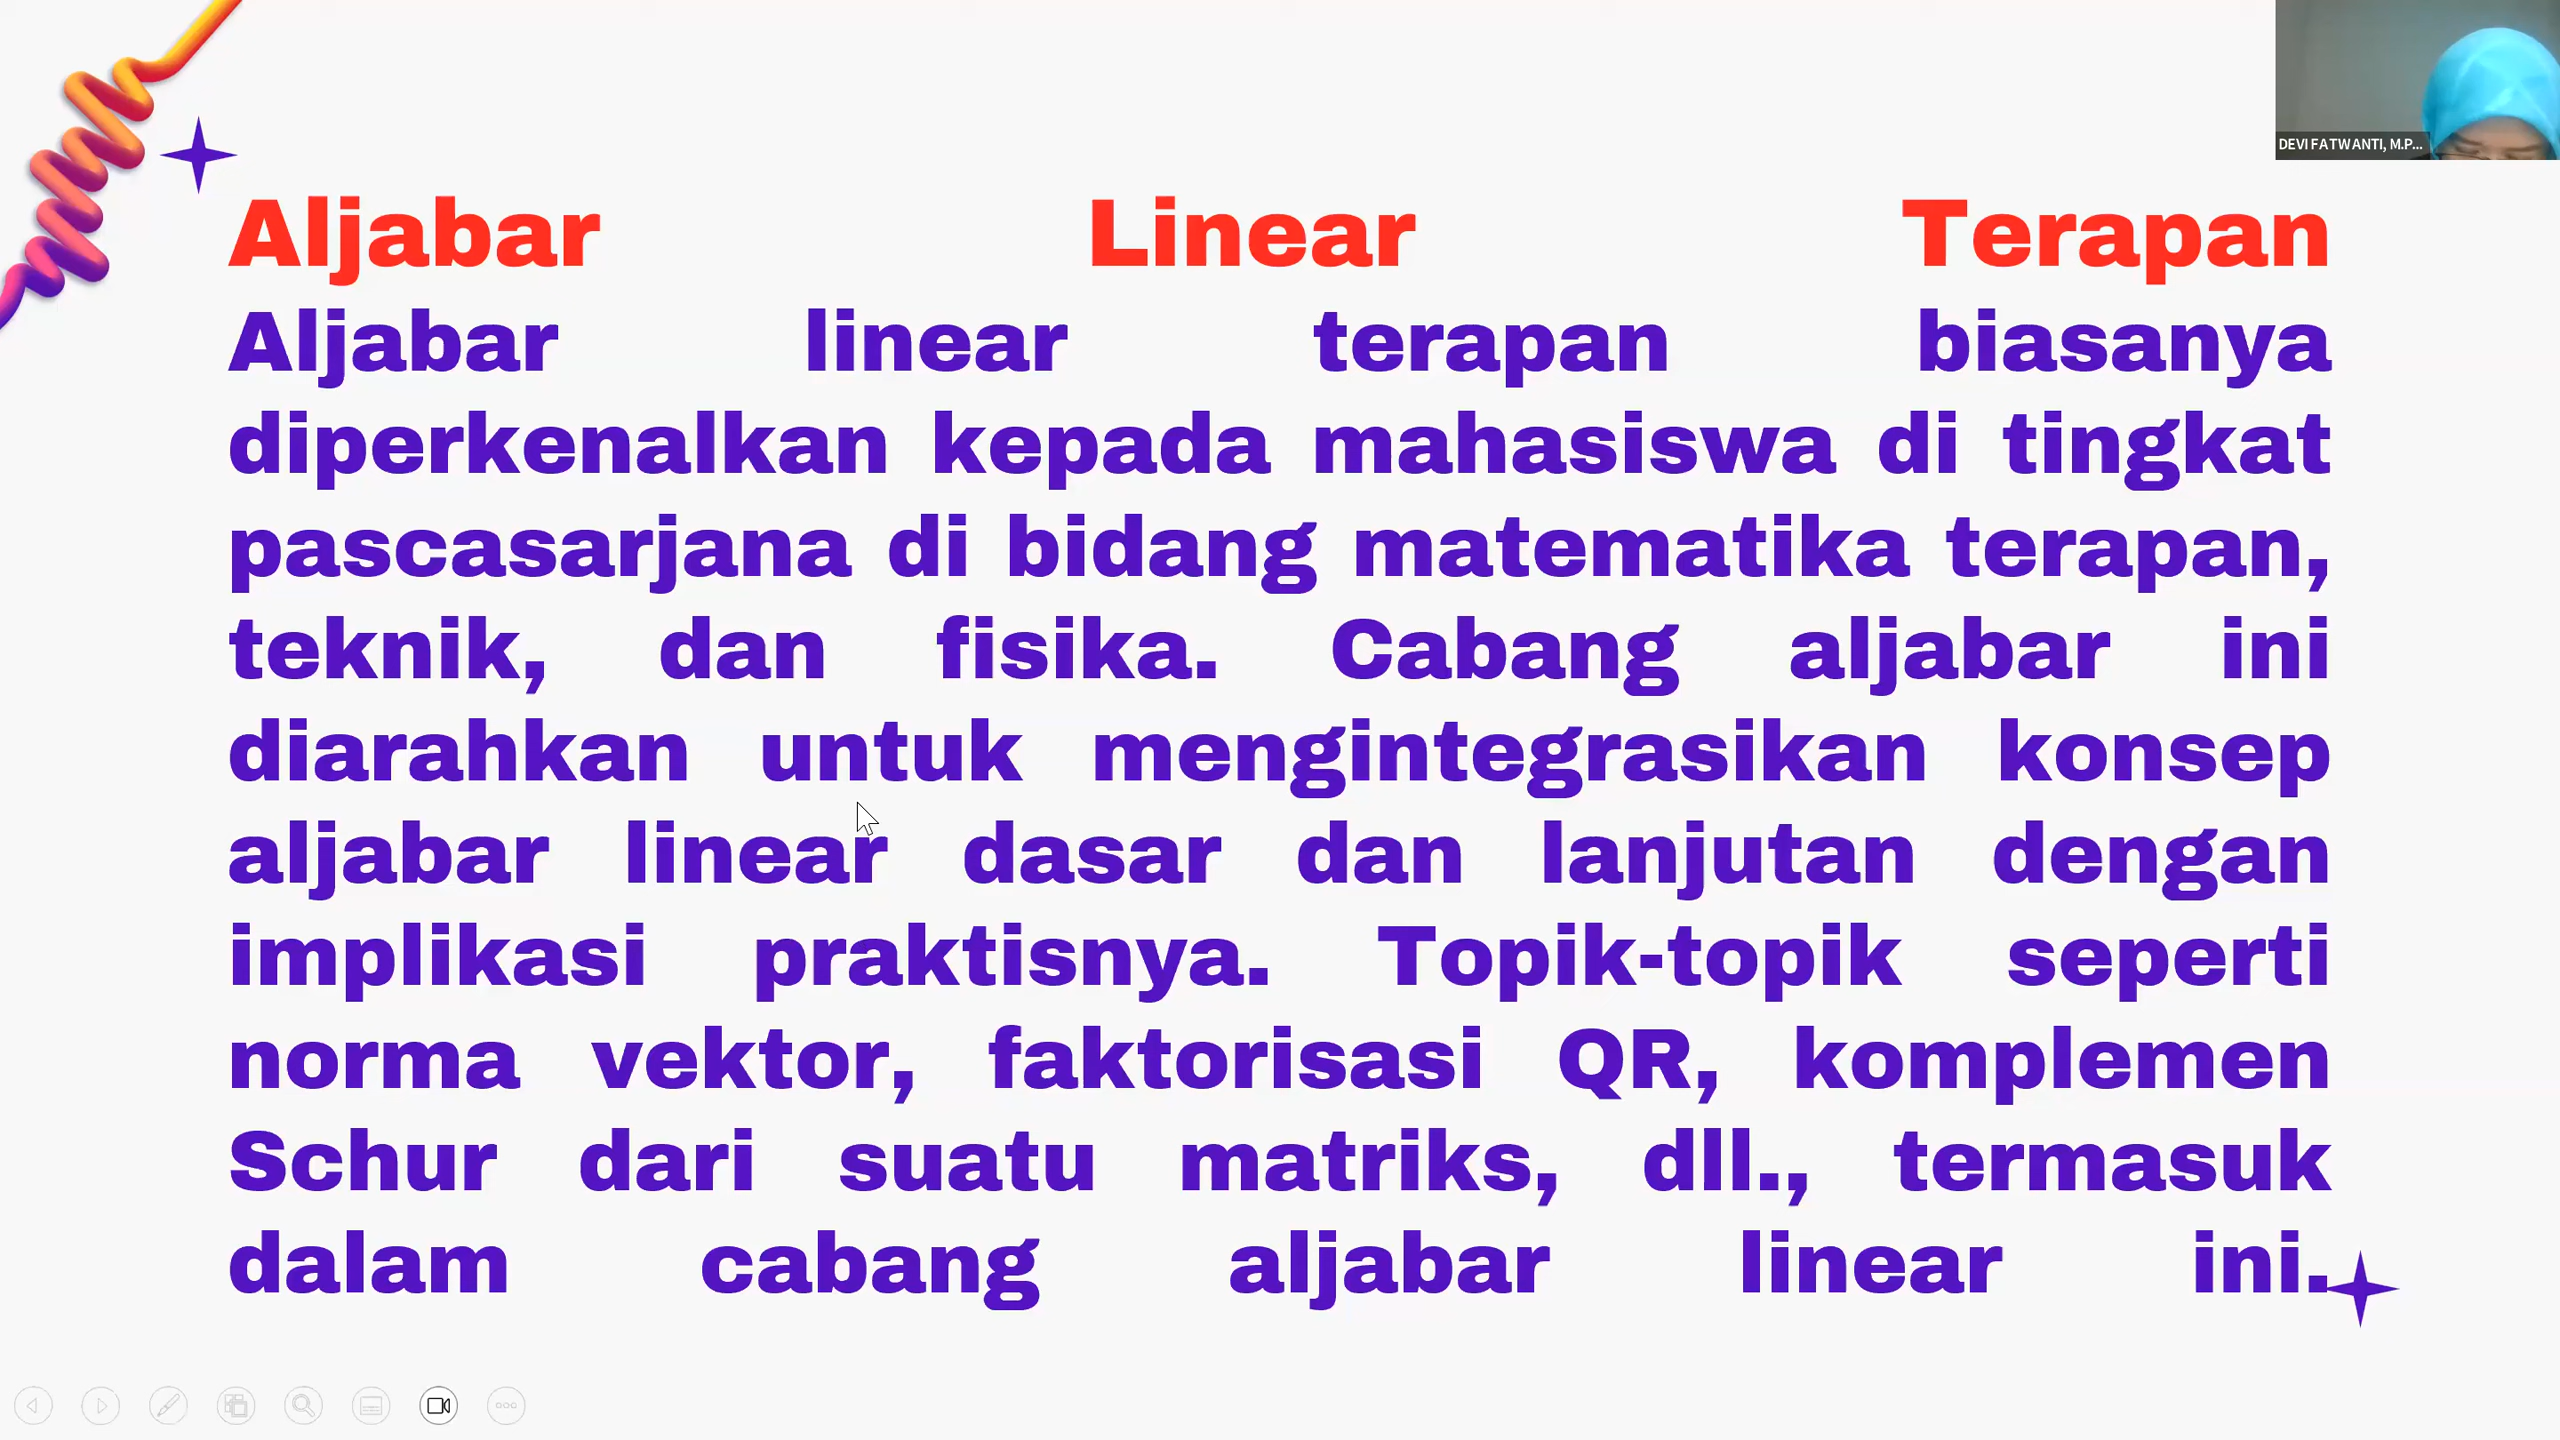 DEVI FATWANTI, M.P...
Aljabar Linear Terapan
Aljabar linear terapan biasanya
diperkenalkan kepada mahasiswa di tingkat
pascasarjana di bidang matematika terapan,
teknik, dan fisika. Cabang aljabar ini
diarahkan untuk mengintegrasikan konsep
aljabar linear dasar dan lanjutan dengan
implikasi praktisnya. Topik-topik seperti
norma vektor, faktorisasi QR, komplemen
Schur dari suatu matriks, dll., termasuk
dalam cabang aljabar linear ini.